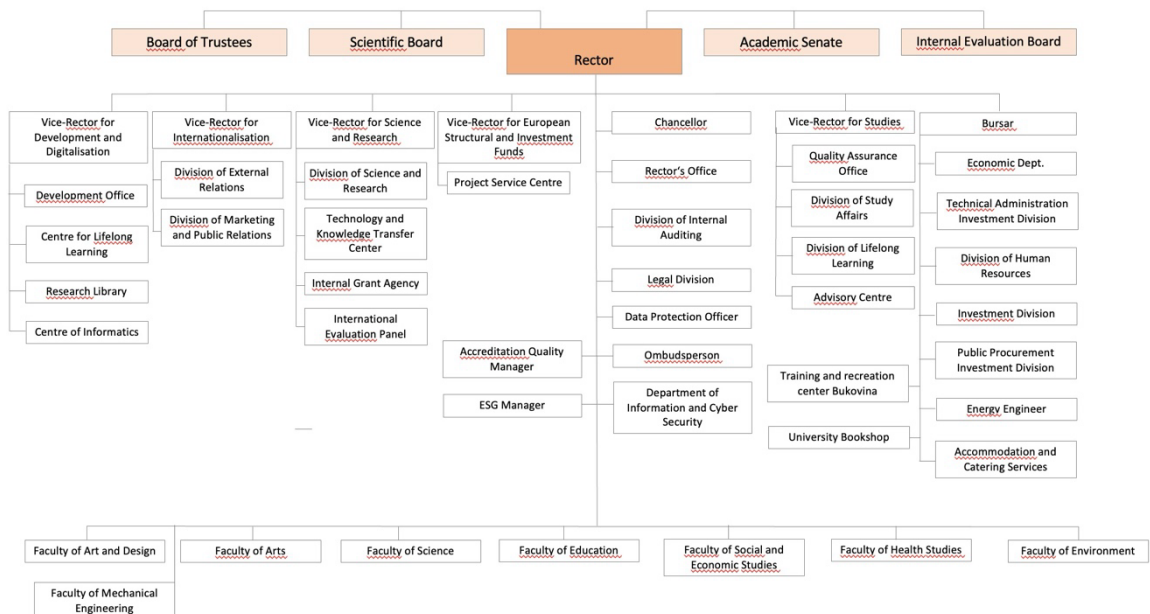 Board of Trustees
Scientific Board
Rector
Academic Senate
Internal Evaluation Board
Vice-Rector for
Development and
Digitalisation
Development Office
Centre for Lifelong
Learning
Research Library
Centre of Informatics
Vice-Rector for
Internationalisation
Division of External
Relations
Division of Marketing
and Public Relations
Vice-Rector for Science
and Research
Division of Science and
Research
Technology and
Knowledge Transfer
Center
Internal Grant Agency
International
Evaluation Panel
Vice-Rector for European
Structural and Investment
Funds
Project Service Centre
Accreditation Quality
Manager
ESG Manager
Chancellor
Rector's Office
Division of Internal
Auditing
Legal Division
Data Protection Officer
Ombudsperson
Department of
Information and Cyber
Security
Vice-Rector for Studies
Quality Assurance
Office
Division of Study
Affairs
Division of Lifelong
Learning
Advisory Centre
Training and recreation
center Bukovina
University Bookshop
Bursar
Economic Dept.
Technical Administration
Investment Division
Division of Human
Resources
Investment Division
Public Procurement
Investment Division
Energy Engineer
Accommodation and
Catering Services
Faculty of Art and Design
Faculty of Arts
Faculty of Science
Faculty of Education
Faculty of Social and
Economic Studies
Faculty of Health Studies
Faculty of Environment
Faculty of Mechanical
Engineering